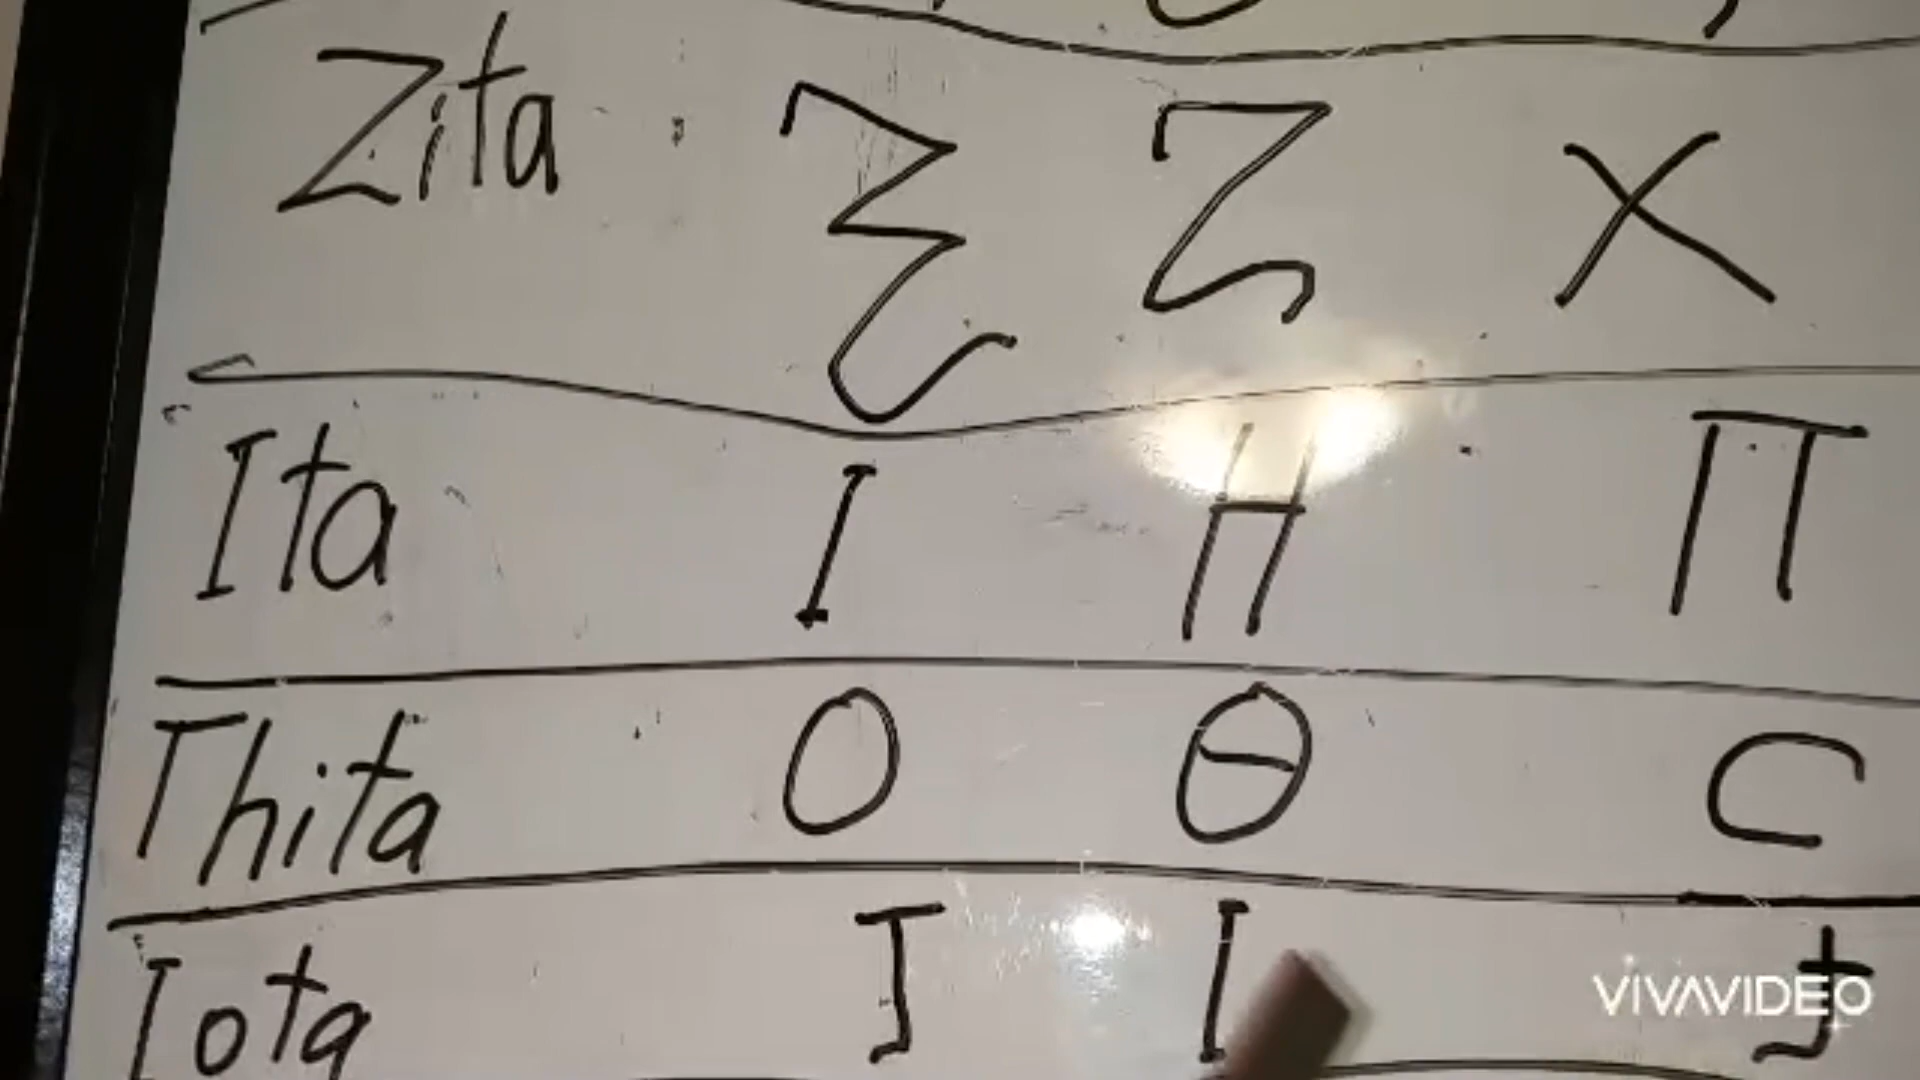 Zita Ʒ Ζ X
Ita I H Π
Thita O Θ C
Iota J I
VIVAVIDEO